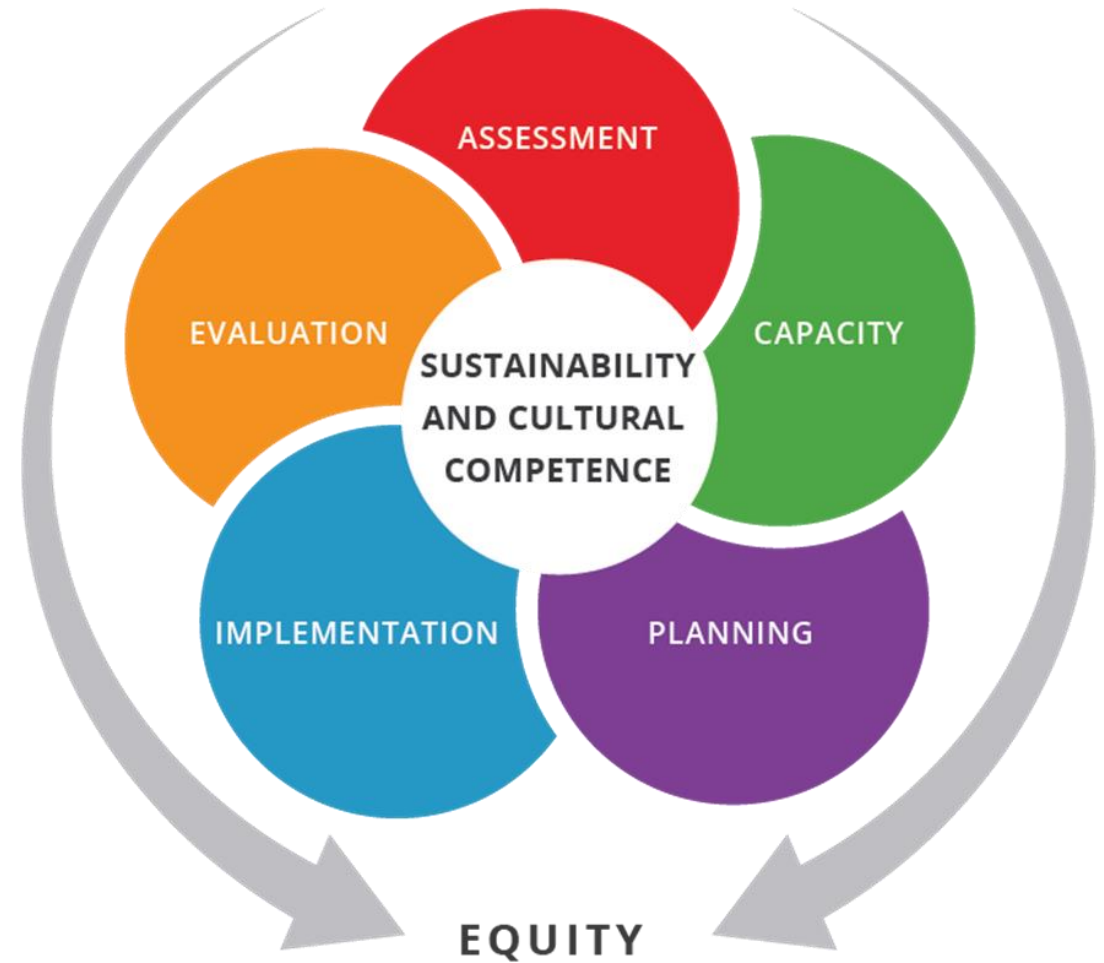 ASSESSMENT
EVALUATION
CAPACITY
SUSTAINABILITY
AND CULTURAL
COMPETENCE
IMPLEMENTATION
PLANNING
EQUITY